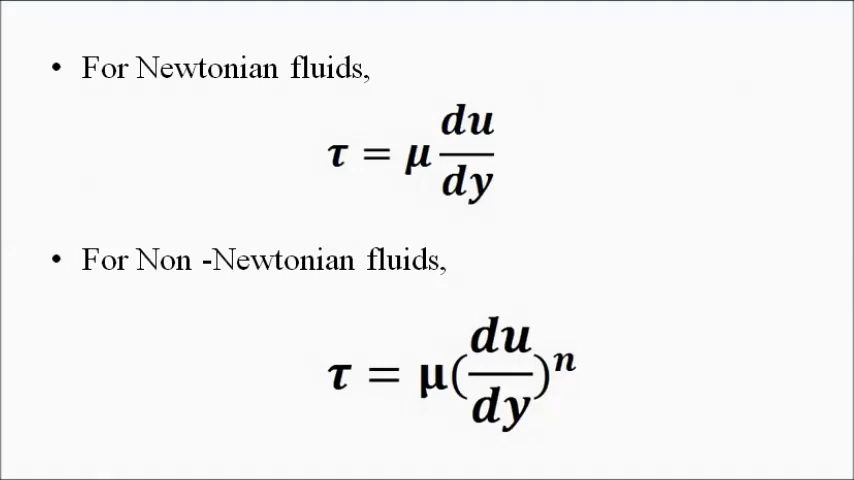 • For Newtonian fluids,
τ = μ du/dy
• For Non -Newtonian fluids,
τ = μ(du/dy)ⁿ